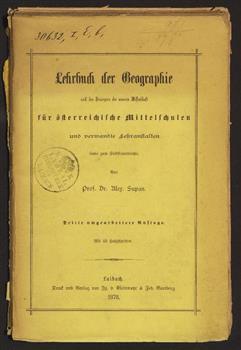 30632, I, E, b,
Lehrbuch der Geographie
nach den Principien der neueren Wissenschaft
für österreichische Mittelschulen
und verwandte Lehranstalten
sowie zum Selbstunterrichte.
Von
Prof. Dr. Alex. Supan.
Dritte umgearbeitete Auflage.
Mit Holzschnitten.
Laibach.
Druck und Verlag von Ig. v. Kleinmayr & Fed. Bamberg
1878.